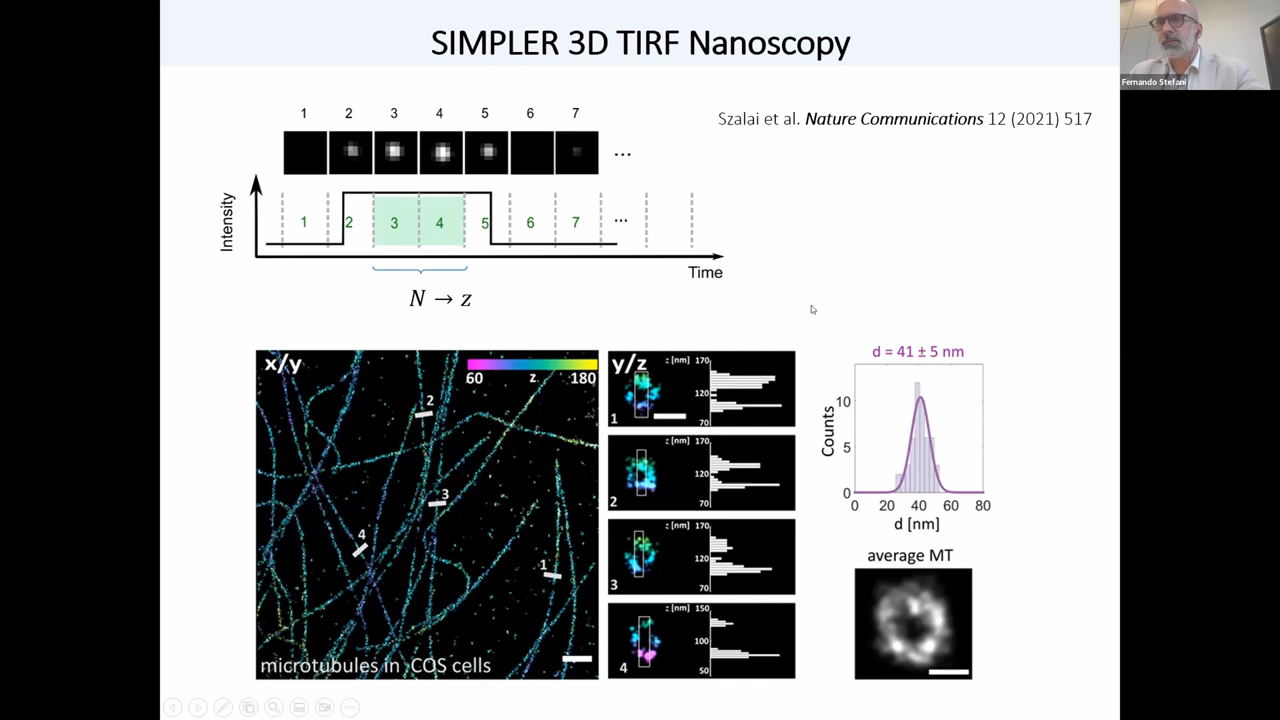 SIMPLER 3D TIRF Nanoscopy
Fernando Stefani
Szalai et al. Nature Communications 12 (2021) 517
1 2 3 4 5 6 7
...
Intensity
1 2 3 4 5 6 7 ...
Time
N → z
x/y
60 z 180
2
3
4
1
microtubules in COS cells
y/z
z [nm] 170
120
70
1
170
120
70
2
z [nm] 170
120
70
3
z [nm] 150
100
50
4
d = 41 ± 5 nm
Counts
10
5
0
0 20 40 60 80
d [nm]
average MT